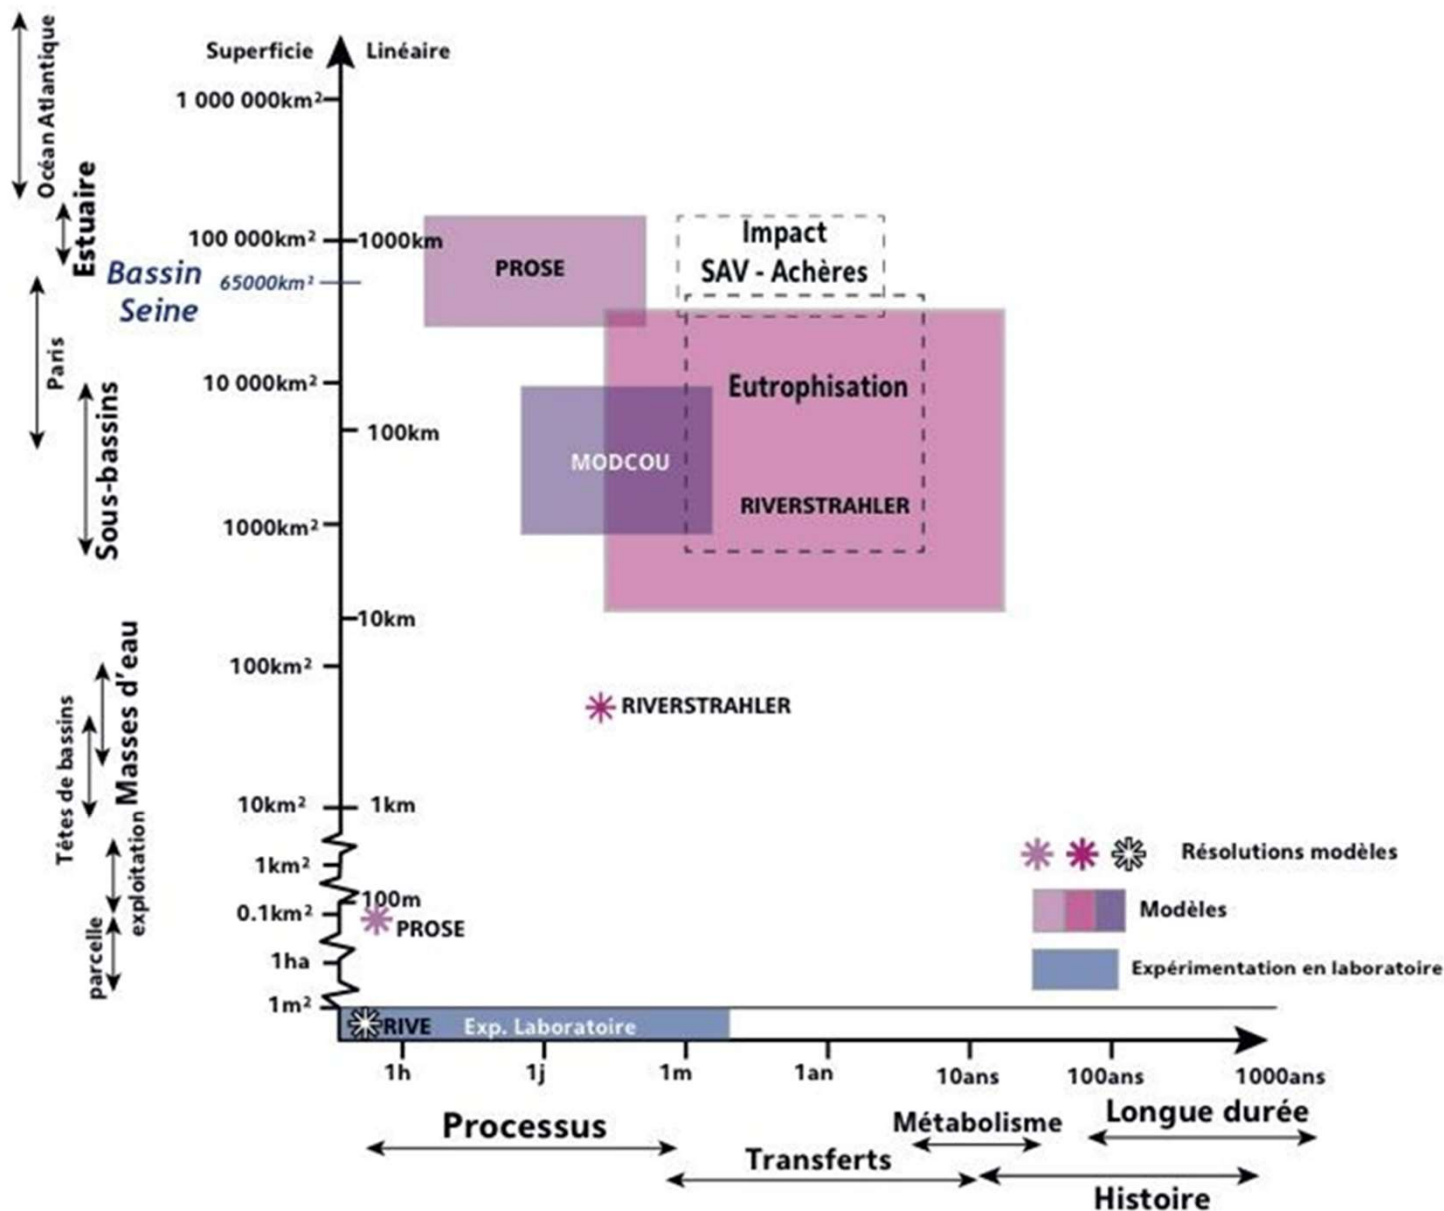 Superficie
Linéaire
1 000 000km²
Océan Atlantique
Estuaire
100 000km²
1000km
Bassin
Seine
65000km²
PROSE
Impact
SAV - Achères
Paris
10 000km²
Eutrophisation
100km
Sous-bassins
MODCOU
RIVERSTRAHLER
1000km²
10km
100km²
Masses d'eau
RIVERSTRAHLER
Têtes de bassins
10km²
1km
exploitation
1km²
100m
0.1km²
PROSE
parcelle
1ha
1m²
Résolutions modèles
Modèles
Expérimentation en laboratoire
RIVE
Exp. Laboratoire
1h
1j
1m
1an
10ans
100ans
1000ans
Processus
Métabolisme
Longue durée
Transferts
Histoire